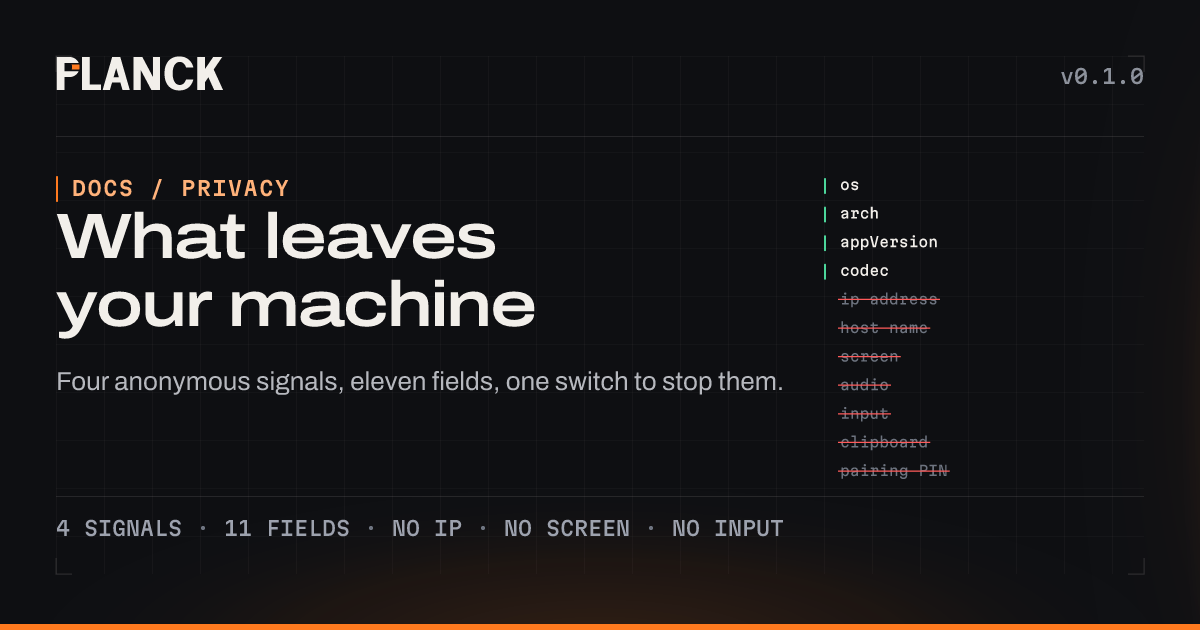 PLANCK
v0.1.0
DOCS / PRIVACY
What leaves
your machine
Four anonymous signals, eleven fields, one switch to stop them.
os
arch
appVersion
codec
ip address
host name
screen
audio
input
clipboard
pairing PIN
4 SIGNALS · 11 FIELDS · NO IP · NO SCREEN · NO INPUT